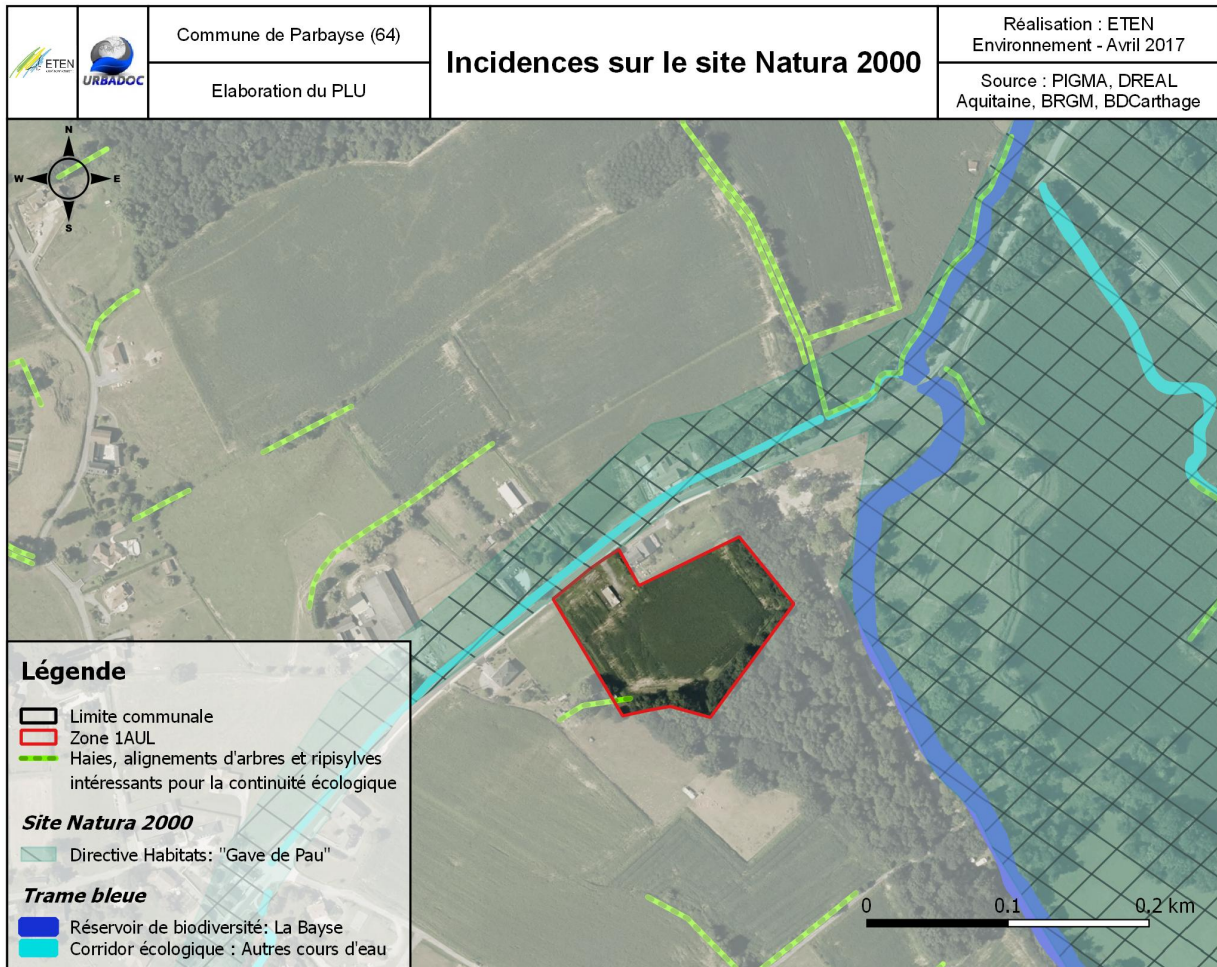 ETEN
URBADOC
Commune de Parbayse (64)
Elaboration du PLU
Incidences sur le site Natura 2000
Réalisation : ETEN
Environnement - Avril 2017
Source : PIGMA, DREAL
Aquitaine, BRGM, BDCarthage
N
W
E
S
Légende
Limite communale
Zone 1AUL
Haies, alignements d'arbres et ripisylves
intéressants pour la continuité écologique
Site Natura 2000
Directive Habitats: "Gave de Pau"
Trame bleue
Réservoir de biodiversité: La Bayse
Corridor écologique : Autres cours d'eau
0 0.1 0,2 km